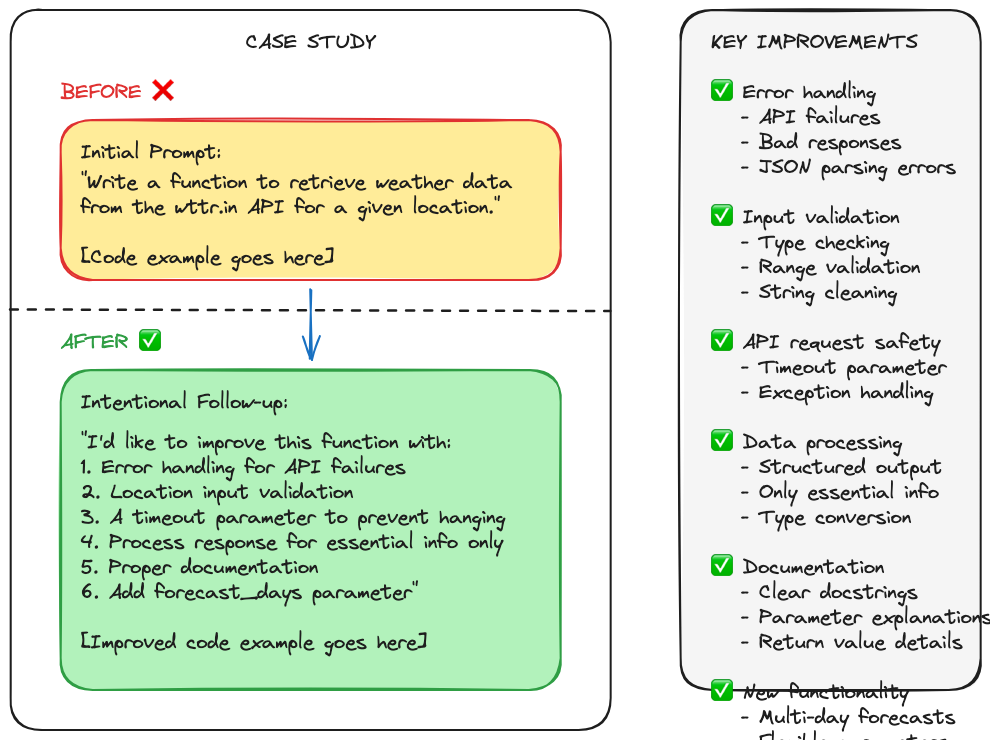 CASE STUDY
BEFORE ❌
Initial Prompt:
"Write a function to retrieve weather data
from the wttr.in API for a given location."
[Code example goes here]
AFTER ✅
Intentional Follow-up:
"I'd like to improve this function with:
1. Error handling for API failures
2. Location input validation
3. A timeout parameter to prevent hanging
4. Process response for essential info only
5. Proper documentation
6. Add forecast_days parameter"
[Improved code example goes here]
KEY IMPROVEMENTS
✅ Error handling
- API failures
- Bad responses
- JSON parsing errors
✅ Input validation
- Type checking
- Range validation
- String cleaning
✅ API request safety
- Timeout parameter
- Exception handling
✅ Data processing
- Structured output
- Only essential info
- Type conversion
✅ Documentation
- Clear docstrings
- Parameter explanations
- Return value details
✅ New functionality
- Multi-day forecasts